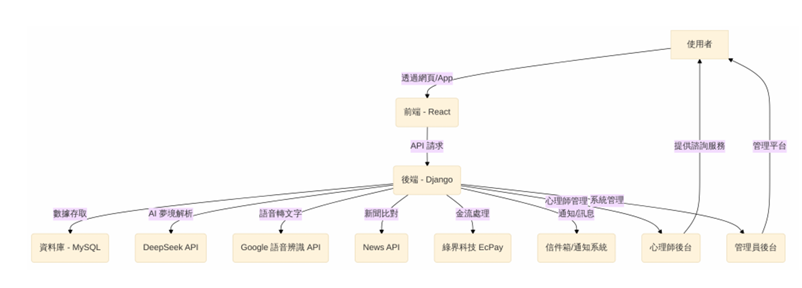 使用者
透過網頁/App
前端 - React
API 請求
提供諮詢服務
管理平台
後端 - Django
數據存取
AI 夢境解析
語音轉文字
新聞比對
金流處理
通知/訊息
心理師管理
系統管理
資料庫 - MySQL
DeepSeek API
Google 語音辨識 API
News API
綠界科技 EcPay
信件箱/通知系統
心理師後台
管理員後台